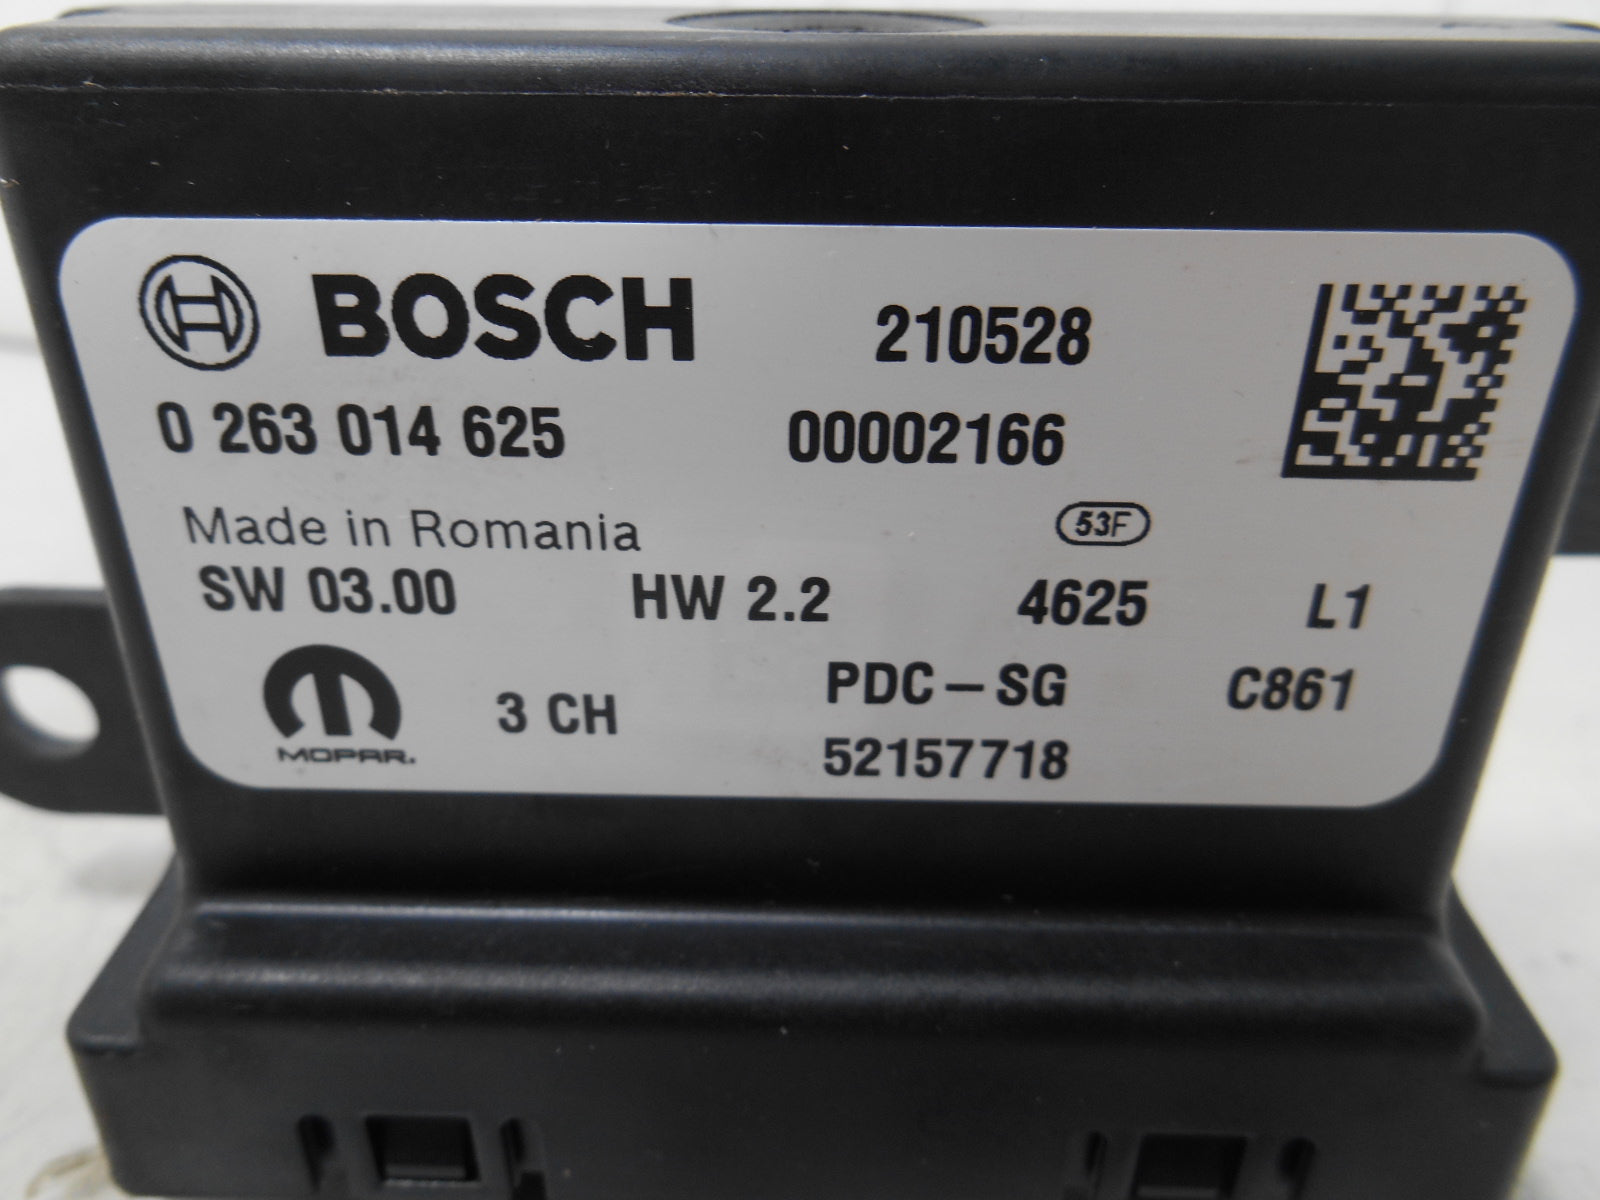 BOSCH 210528
0 263 014 625 00002166
Made in Romania 53F
SW 03.00 HW 2.2 4625 L1
3 CH PDC-SG C861
MOPAR. 52157718